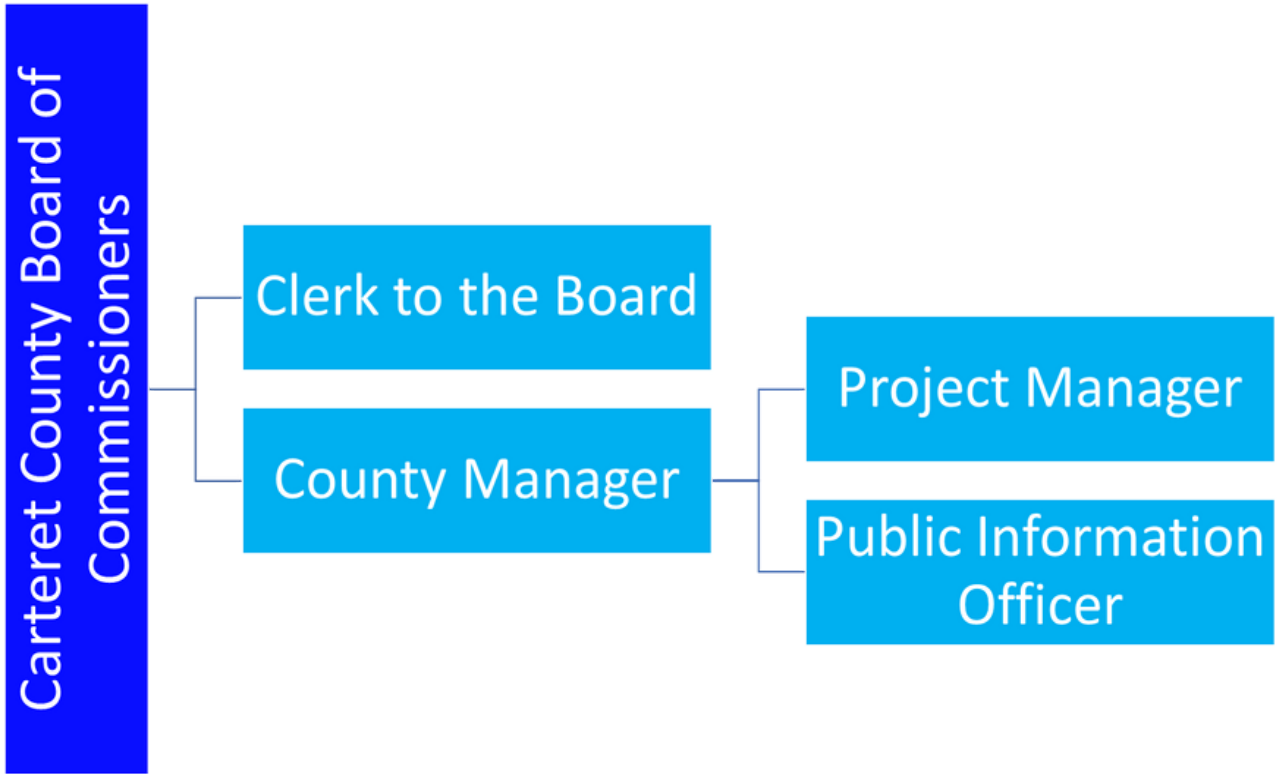 Carteret County Board of
Commissioners
Clerk to the Board
County Manager
Project Manager
Public Information
Officer